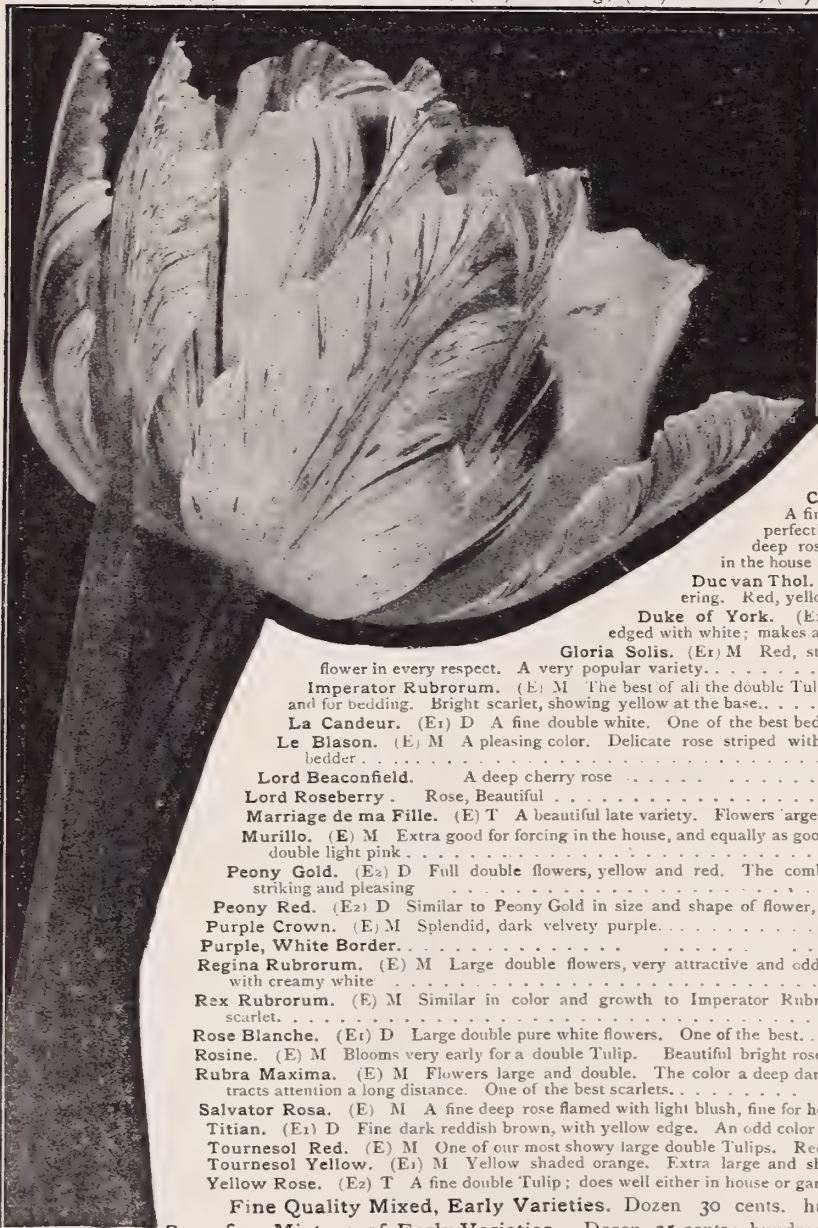 C
A fi
perfect
deep ros
in the house
Duc van Thol.
ering. Red, yell
Duke of York. (E
edged with white; makes a
Gloria Solis. (E1) M Red, st
flower in every respect. A very popular variety. . . . . . . . .
Imperator Rubrorum. (E) M The best of all the double Tul
and for bedding. Bright scarlet, showing yellow at the base. . . . . .
La Candeur. (E1) D A fine double white. One of the best bed
Le Blason. (E) M A pleasing color. Delicate rose striped with
bedder . . . . . . . . . . . . . . . . . . . . . . . . . . . . . .
Lord Beaconfield. A deep cherry rose . . . . . . . . . . . .
Lord Roseberry . Rose, Beautiful . . . . . . . . . . . . . . . .
Marriage de ma Fille. (E) T A beautiful late variety. Flowers arge
Murillo. (E) M Extra good for forcing in the house, and equally as goo
double light pink . . . . . . . . . . . . . . . . . . . . . . . . . .
Peony Gold. (E2) D Full double flowers, yellow and red. The com
striking and pleasing . . . . . . . . . . . . . . . . . . . . . .
Peony Red. (E2) D Similar to Peony Gold in size and shape of flower,
Purple Crown. (E) M Splendid, dark velvety purple. . . . . . . . . .
Purple, White Border. . . . . . . . . . . . . . . . . . . . . . .
Regina Rubrorum. (E) M Large double flowers, very attractive and odd
with creamy white . . . . . . . . . . . . . . . . . . . . . . . . .
Rex Rubrorum. (E) M Similar in color and growth to Imperator Rubr
scarlet. . . . . . . . . . . . . . . . . . . . . . . . . . . . . . . . .
Rose Blanche. (E1) D Large double pure white flowers. One of the best. . .
Rosine. (E) M Blooms very early for a double Tulip. Beautiful bright rose
Rubra Maxima. (E) M Flowers large and double. The color a deep dar
tracts attention a long distance. One of the best scarlets. . . . . . . .
Salvator Rosa. (E) M A fine deep rose flamed with light blush, fine for h
Titian. (E1) D Fine dark reddish brown, with yellow edge. An odd color
Tournesol Red. (E) M One of our most showy large double Tulips. Re
Tournesol Yellow. (E1) M Yellow shaded orange. Extra large and sh
Yellow Rose. (E2) T A fine double Tulip; does well either in house or gar
Fine Quality Mixed, Early Varieties. Dozen 30 cents. h